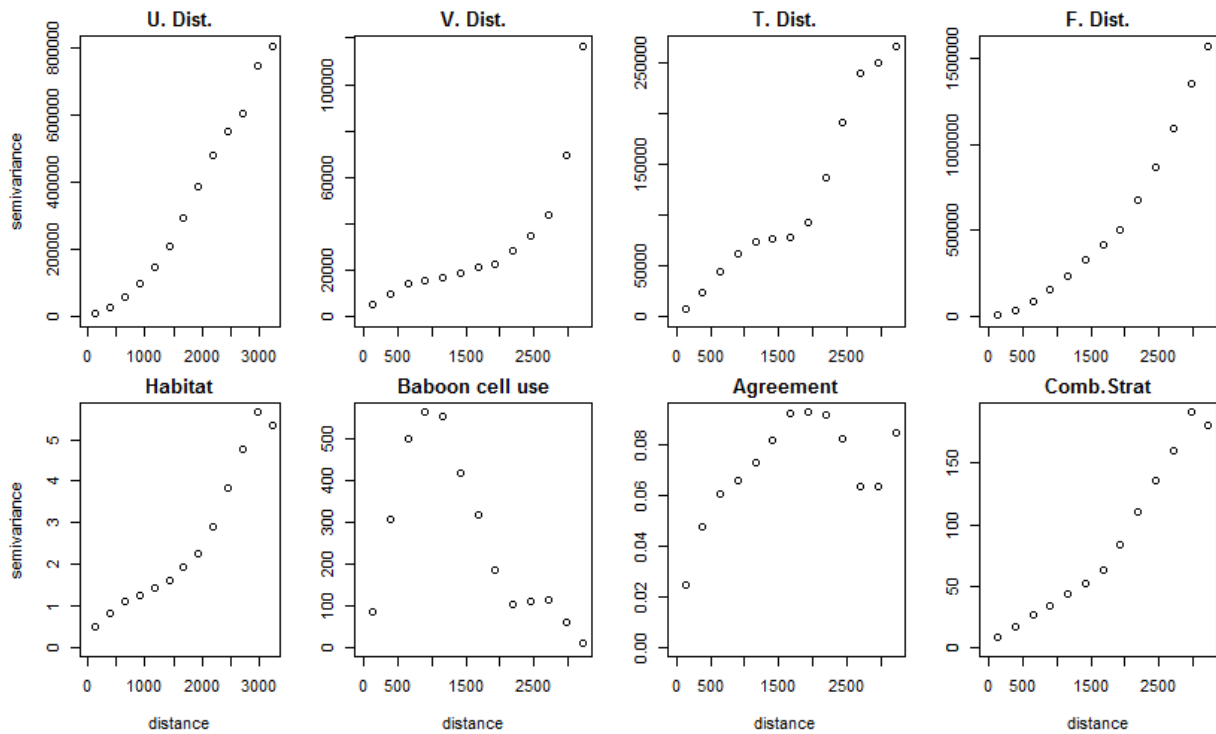 U. Dist. V. Dist. T. Dist. F. Dist.
semivariance
0 200000 400000 600000 800000
0 1000 2000 3000
0 20000 60000 100000
0 500 1500 2500
0 50000 150000 250000
500 1500 2500
0 500000 1000000 1500000
0 500 1500 2500
Habitat Baboon cell use Agreement Comb.Strat
semivariance
0 1 2 3 4 5
0 1000 2000 3000
0 100 200 300 400 500
0 500 1500 2500
0.00 0.02 0.04 0.06 0.08
500 1500 2500
0 50 100 150
0 500 1500 2500
distance distance distance distance